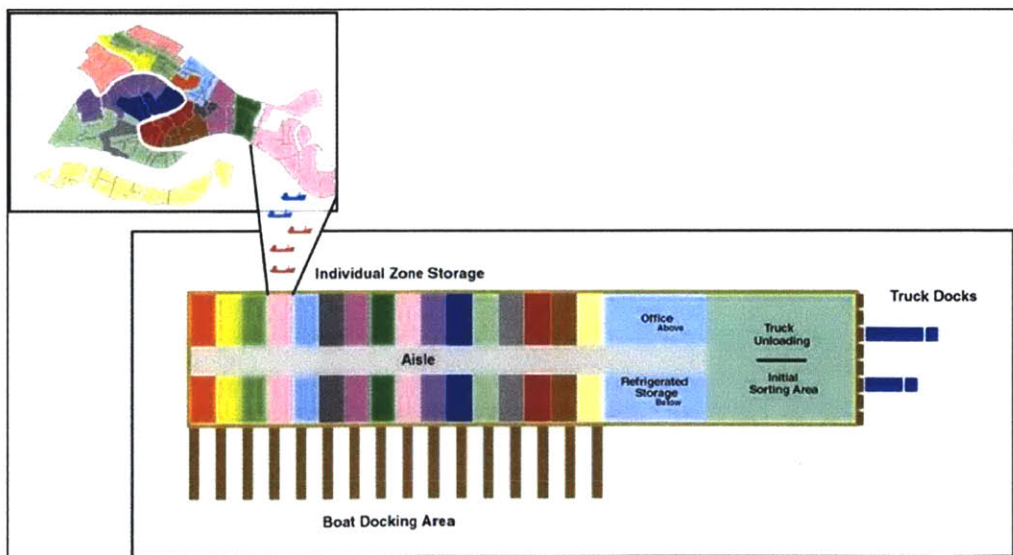 Individual Zone Storage
Truck Docks
Office
Above
Truck
Unloading
Aisle
Refrigerated
Storage
Below
Initial
Sorting Area
Boat Docking Area